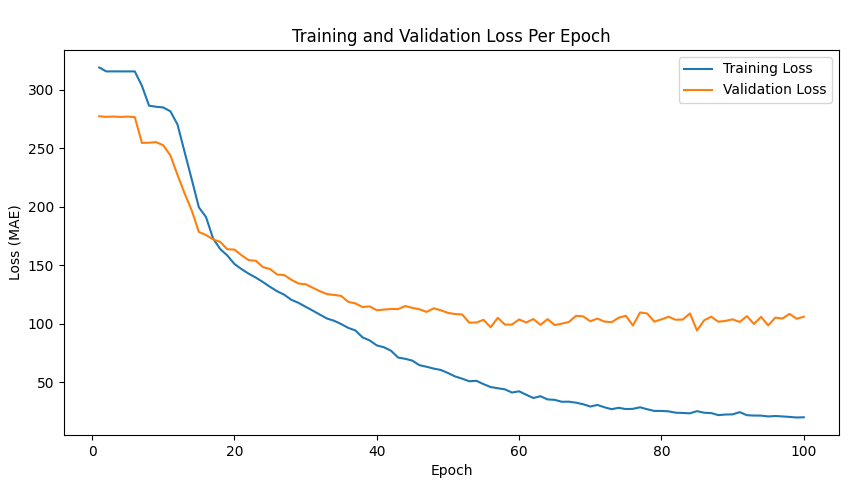 Training and Validation Loss Per Epoch
Training Loss
Validation Loss
Loss (MAE)
300
250
200
150
100
50
0 20 40 60 80 100
Epoch